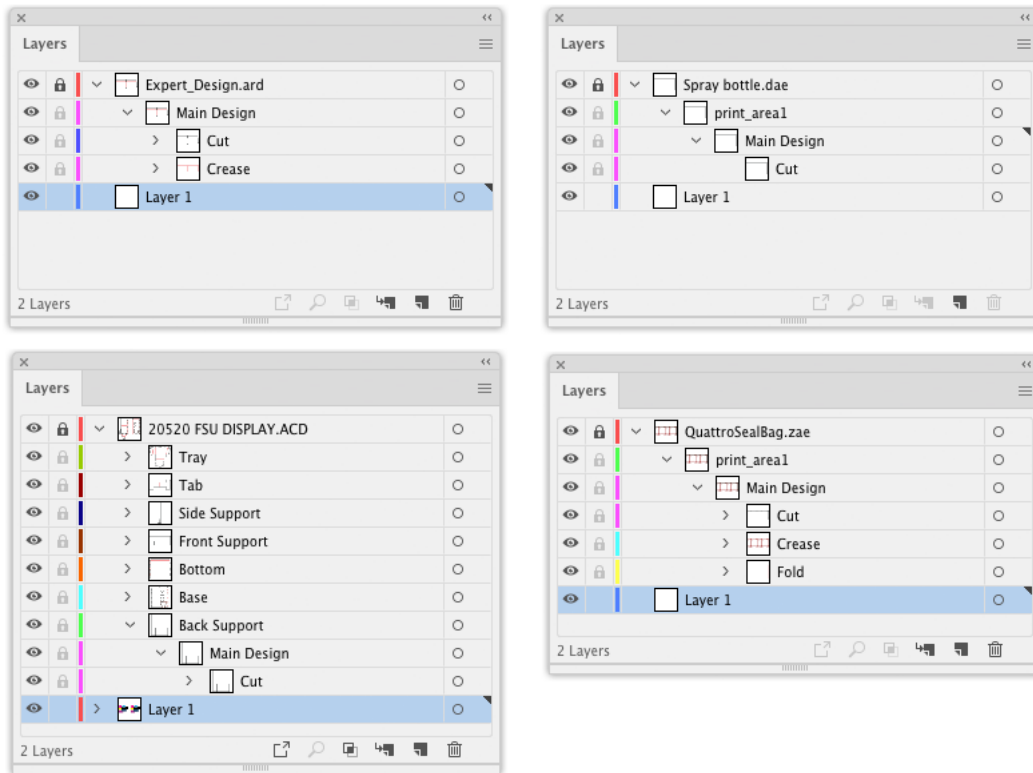 Layers
Expert_Design.ard
Main Design
Cut
Crease
Layer 1
2 Layers
Layers
Spray bottle.dae
print_area1
Main Design
Cut
Layer 1
2 Layers
Layers
20520 FSU DISPLAY.ACD
Tray
Tab
Side Support
Front Support
Bottom
Base
Back Support
Main Design
Cut
Layer 1
2 Layers
Layers
QuattroSealBag.zae
print_area1
Main Design
Cut
Crease
Fold
Layer 1
2 Layers